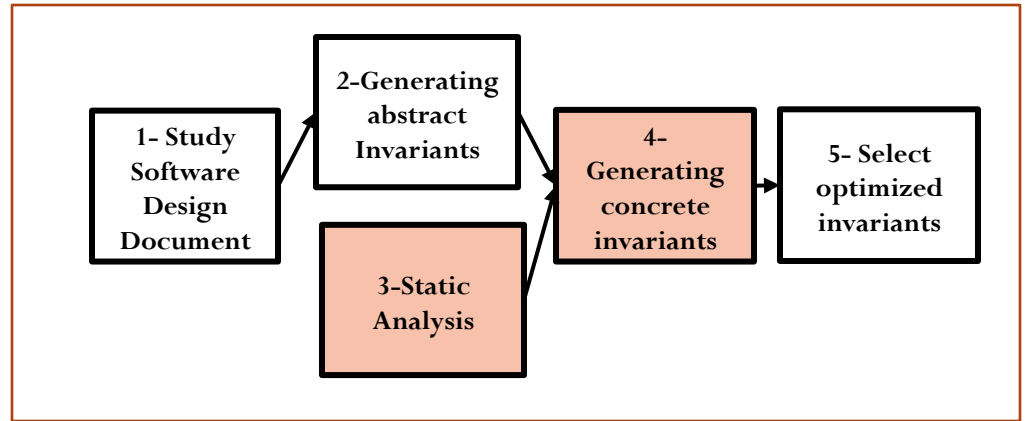 1- Study
Software
Design
Document
2-Generating
abstract
Invariants
3-Static
Analysis
4-
Generating
concrete
invariants
5- Select
optimized
invariants